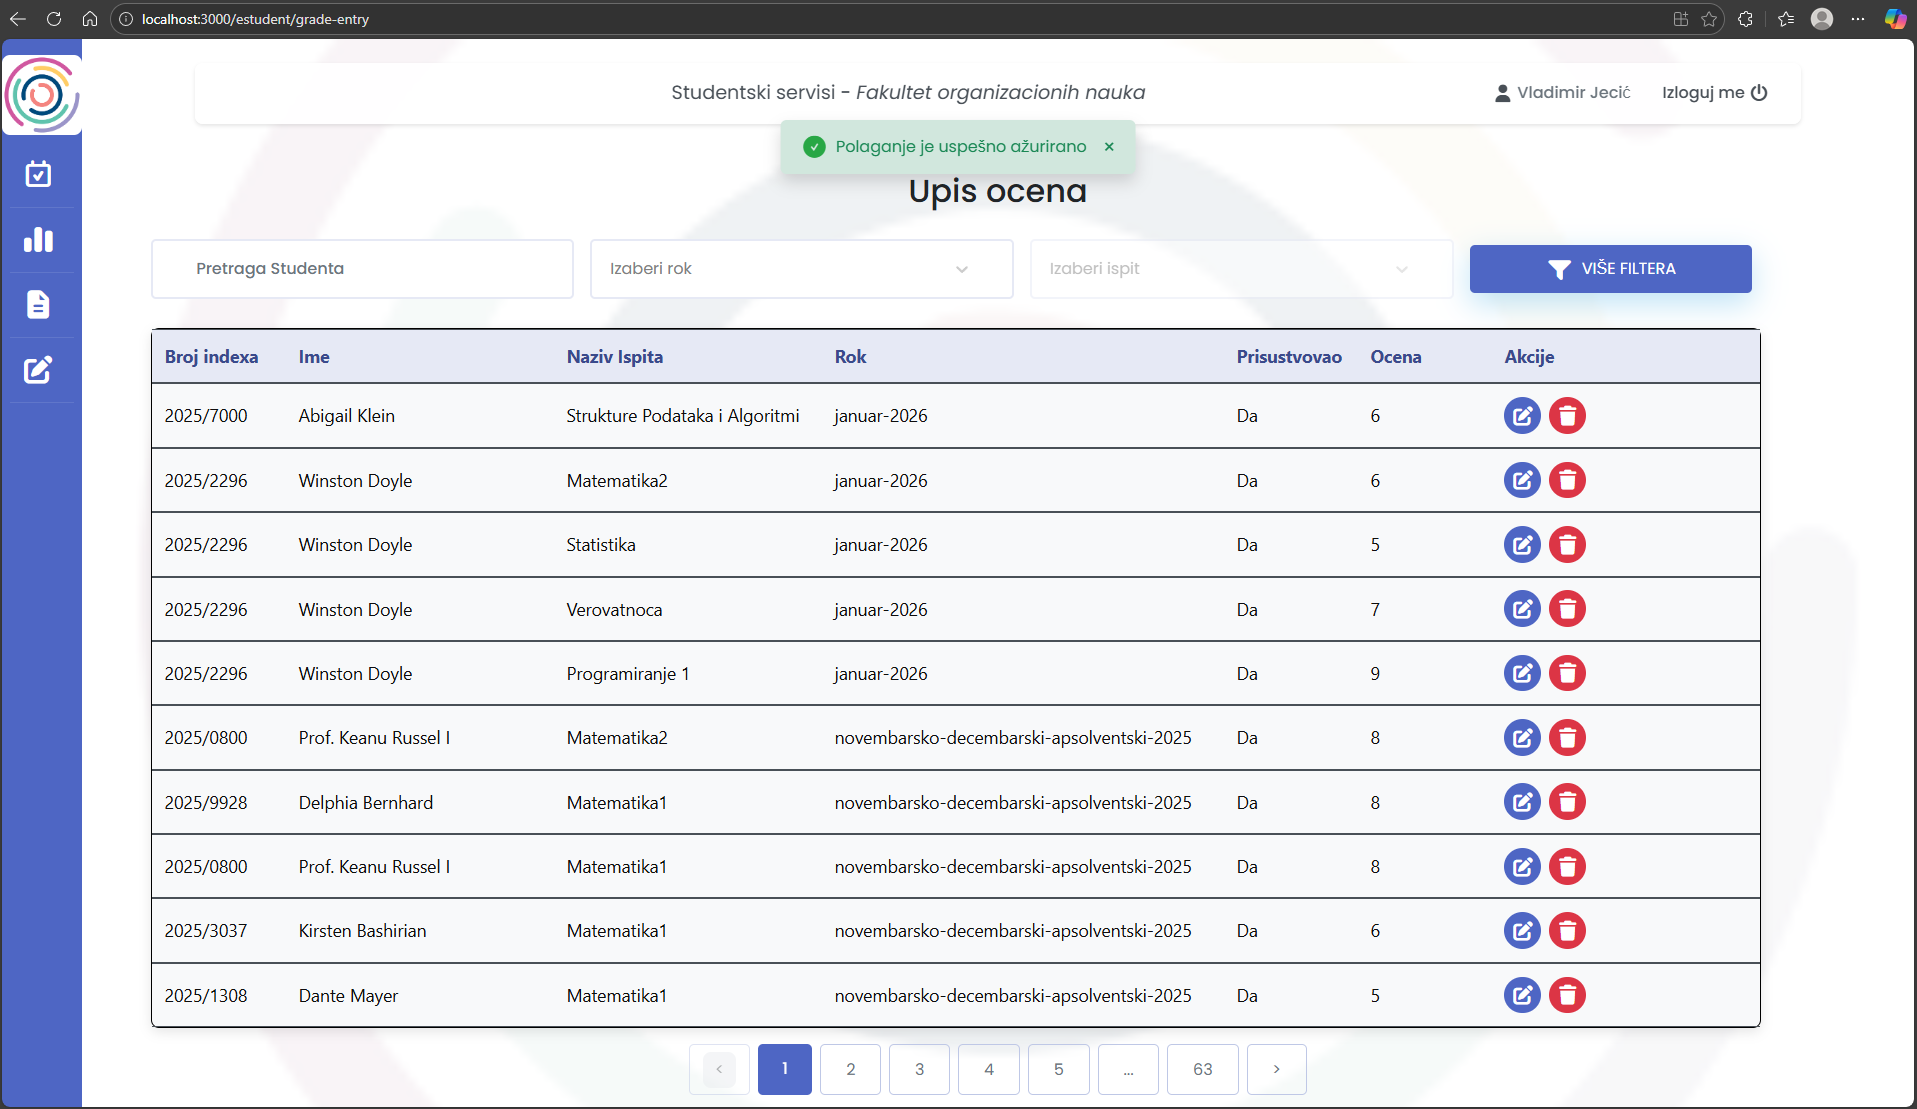 localhost:3000/estudent/grade-entry
Studentski servisi - Fakultet organizacionih nauka
Vladimir Jecić
Izloguj me
Polaganje je uspešno ažurirano ×
Upis ocena
Pretraga Studenta
Izaberi rok
Izaberi ispit
VIŠE FILTERA
Broj indexa Ime Naziv Ispita Rok Prisustvovao Ocena Akcije
2025/7000 Abigail Klein Strukture Podataka i Algoritmi januar-2026 Da 6
2025/2296 Winston Doyle Matematika2 januar-2026 Da 6
2025/2296 Winston Doyle Statistika januar-2026 Da 5
2025/2296 Winston Doyle Verovatnoca januar-2026 Da 7
2025/2296 Winston Doyle Programiranje 1 januar-2026 Da 9
2025/0800 Prof. Keanu Russel I Matematika2 novembarsko-decembarski-apsolventski-2025 Da 8
2025/9928 Delphia Bernhard Matematika1 novembarsko-decembarski-apsolventski-2025 Da 8
2025/0800 Prof. Keanu Russel I Matematika1 novembarsko-decembarski-apsolventski-2025 Da 8
2025/3037 Kirsten Bashirian Matematika1 novembarsko-decembarski-apsolventski-2025 Da 6
2025/1308 Dante Mayer Matematika1 novembarsko-decembarski-apsolventski-2025 Da 5
< 1 2 3 4 5 ... 63 >